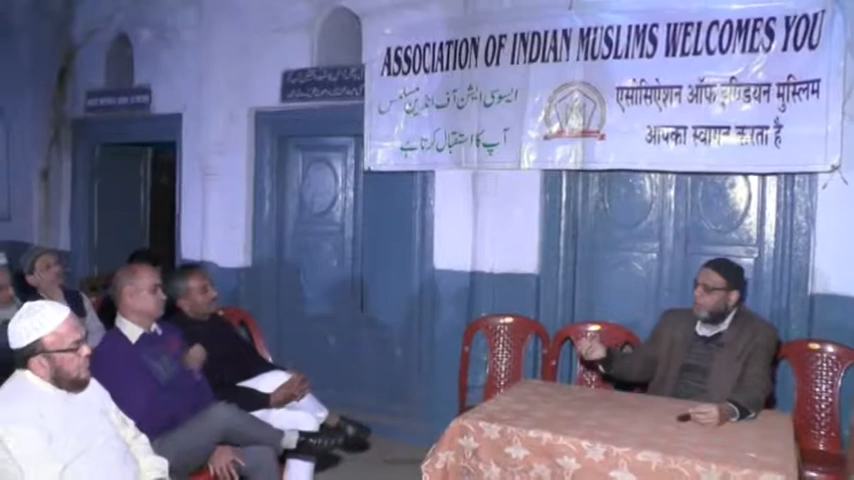 ASSOCIATION OF INDIAN MUSLIMS WELCOMES YOU
ایسوسی ایشن آف انڈین مسلمس
آپ کا استقبال کرتا ہے
एसोसिएशन ऑफ इण्डियन मुस्लिम
आपका स्वागत करता है